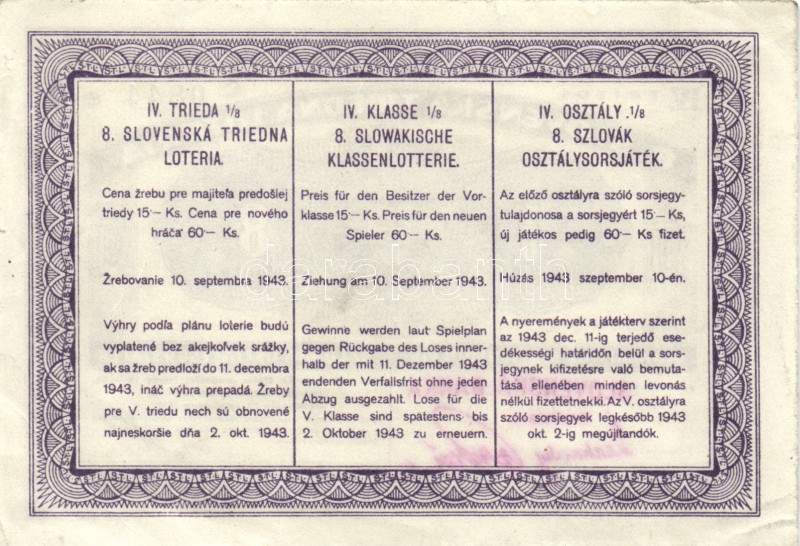 IV. TRIEDA 1/8
8. SLOVENSKÁ TRIEDNA
LOTERIA.
Cena žrebu pre majiteľa predošlej
triedy 15·— Ks. Cena pre nového
hráča 60·— Ks.
Žrebovanie 10. septembra 1943.
Výhry podľa plánu loterie budú
vyplatené bez akejkoľvek srážky,
ak sa žreb predloží do 11. decembra
1943, ináč výhra prepadá. Žreby
pre V. triedu nech sú obnovené
najneskoršie dňa 2. okt. 1943.
IV. KLASSE 1/8
8. SLOWAKISCHE
KLASSENLOTTERIE.
Preis für den Besitzer der Vor-
klasse 15·— Ks. Preis für den neuen
Spieler 60·— Ks.
Ziehung am 10. September 1943.
Gewinne werden laut Spielplan
gegen Rückgabe des Loses inner-
halb der mit 11. Dezember 1943
endenden Verfallsfrist ohne jeden
Abzug ausgezahlt. Lose für die
V. Klasse sind spätestens bis
2. Oktober 1943 zu erneuern.
IV. OSZTÁLY .1/8
8. SZLOVÁK
OSZTÁLYSORSJÁTÉK.
Az előző osztályra szóló sorsjegy-
tulajdonosa a sorsjegyért 15·— Ks,
új játékos pedig 60·— Ks fizet.
Húzás 1943 szeptember 10-én.
A nyeremények a játékterv szerint
az 1943 dec. 11-ig terjedő ese-
dékességi határidőn belül a sors-
jegynek kifizetésre való bemuta-
tása ellenében minden levonás
nélkül fizettetnek ki. Az V. osztályra
szóló sorsjegyek legkésőbb 1943
okt. 2-ig megújítandók.
darabanth